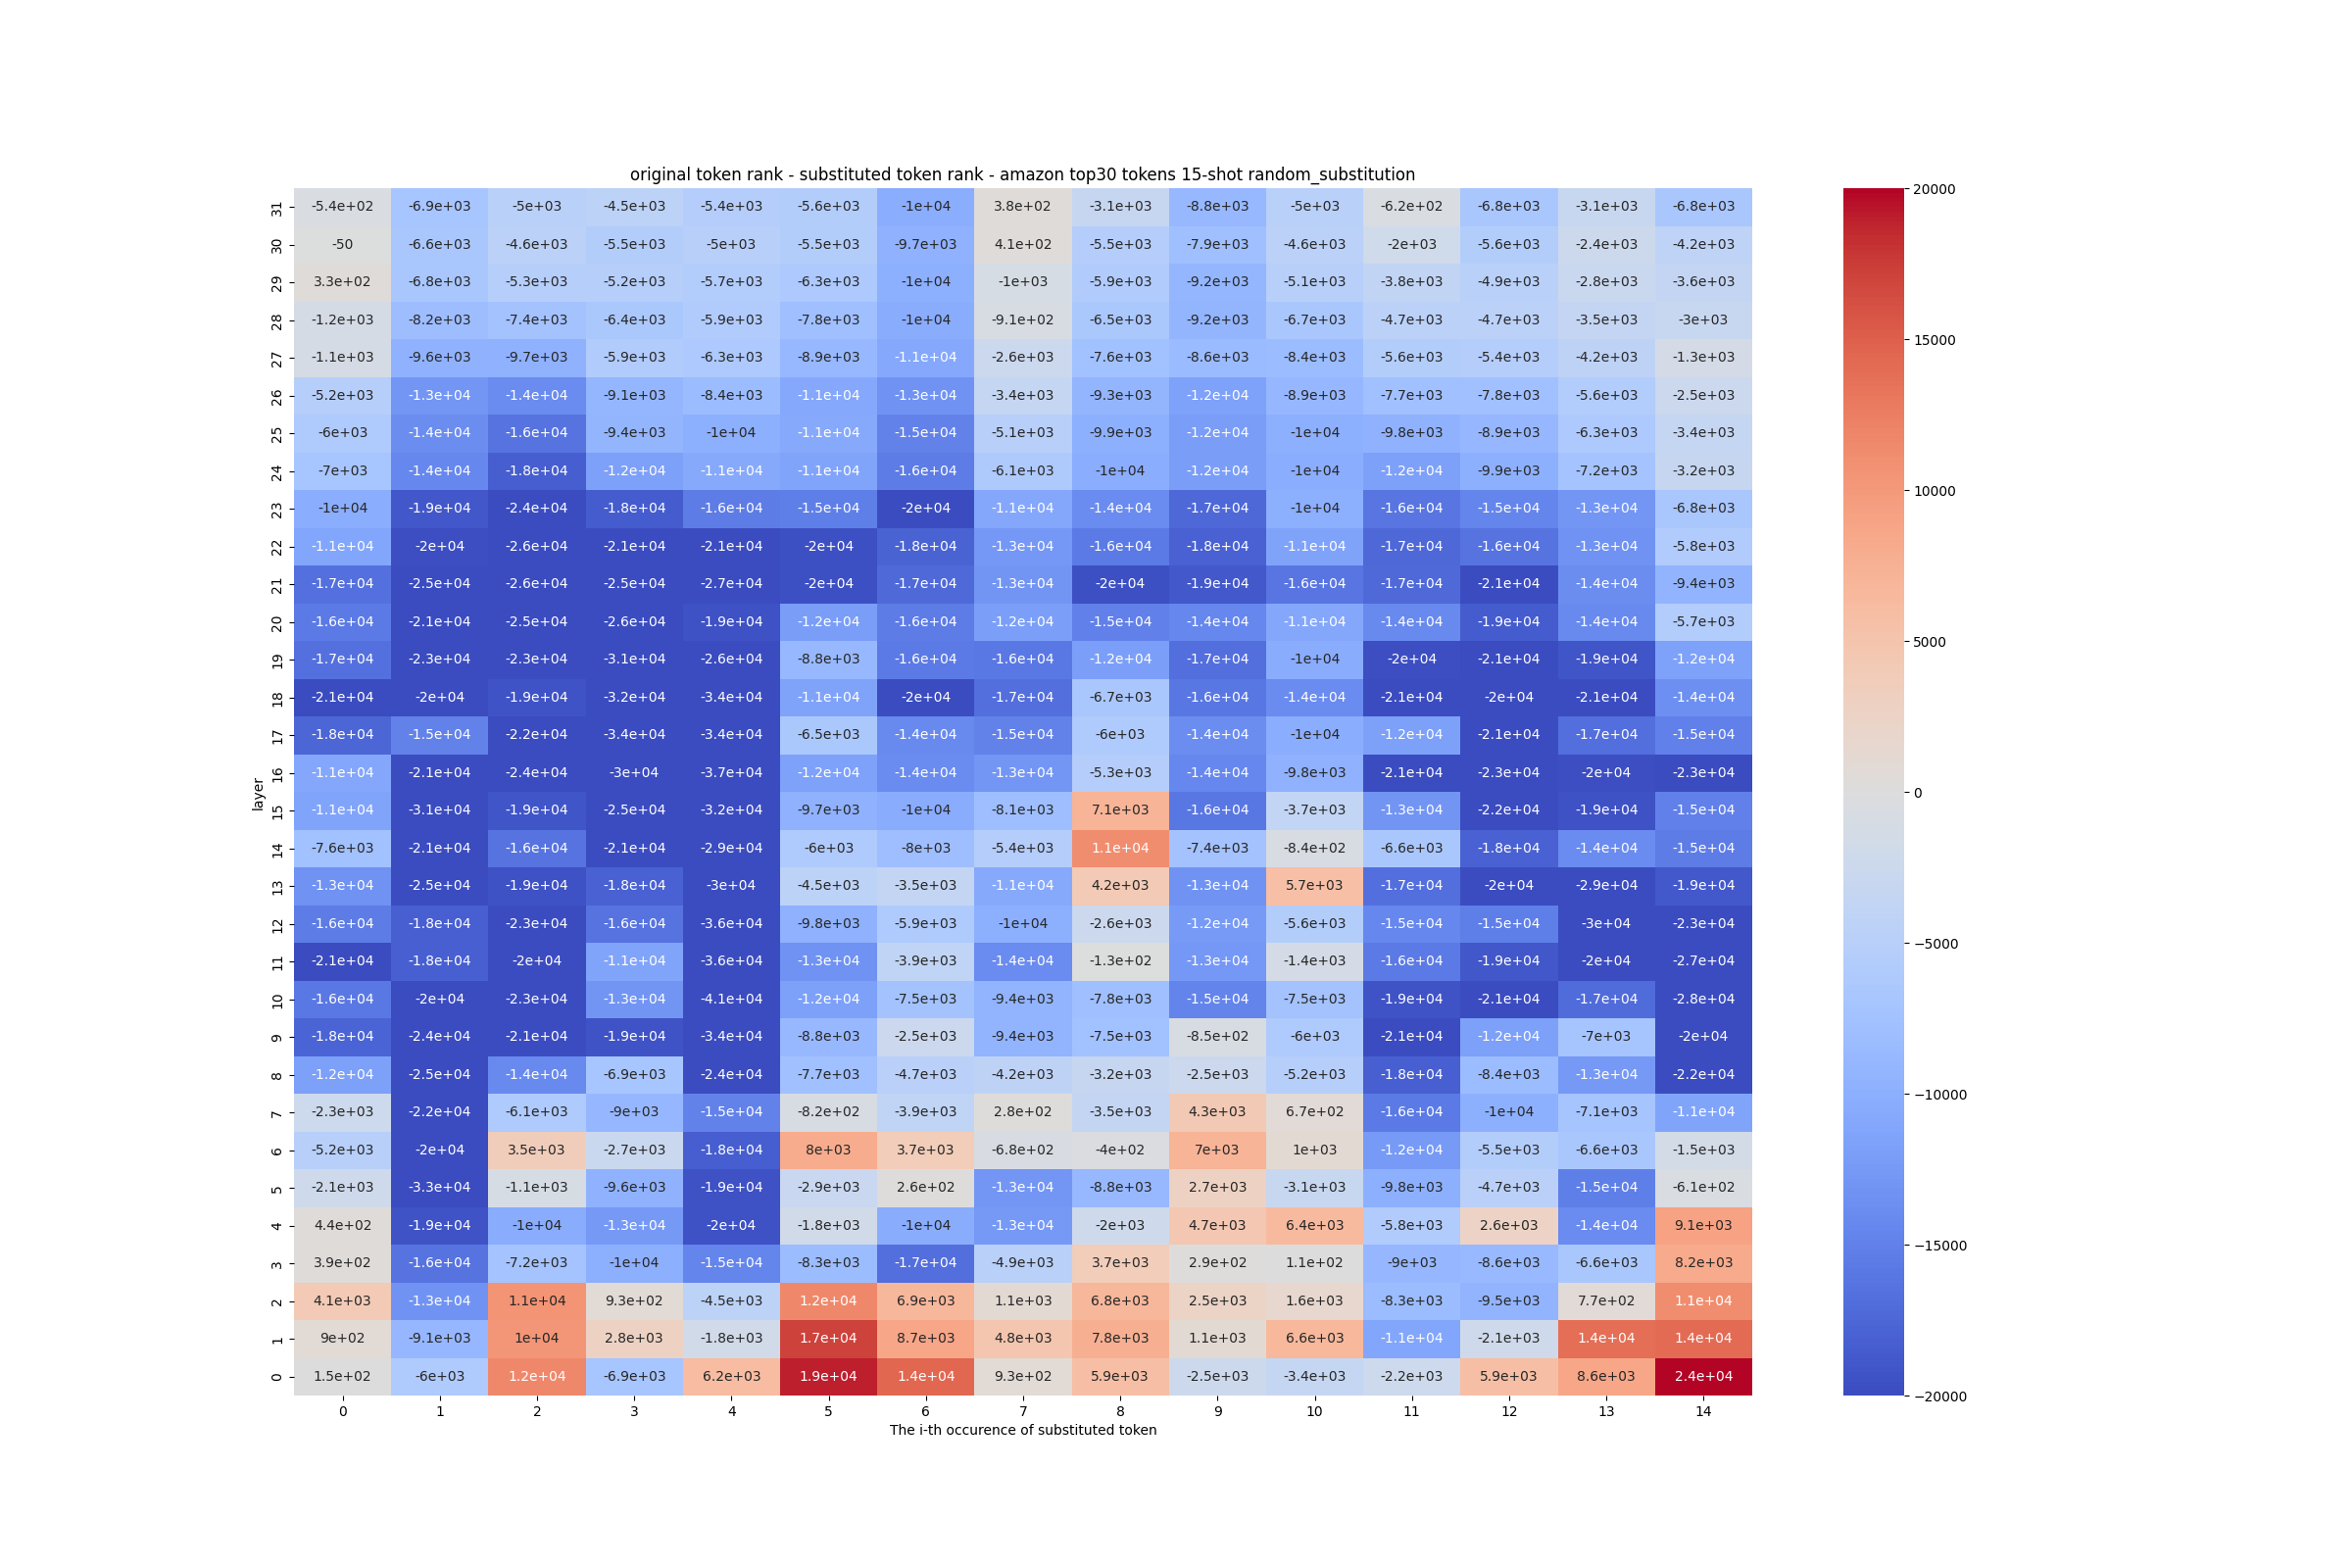 original token rank - substituted token rank - amazon top30 tokens 15-shot random_substitution
31 -5.4e+02 -6.9e+03 -5e+03 -4.5e+03 -5.4e+03 -5.6e+03 -1e+04 3.8e+02 -3.1e+03 -8.8e+03 -5e+03 -6.2e+02 -6.8e+03 -3.1e+03 -6.8e+03
30 -50 -6.6e+03 -4.6e+03 -5.5e+03 -5e+03 -5.5e+03 -9.7e+03 4.1e+02 -5.5e+03 -7.9e+03 -4.6e+03 -2e+03 -5.6e+03 -2.4e+03 -4.2e+03
29 3.3e+02 -6.8e+03 -5.3e+03 -5.2e+03 -5.7e+03 -6.3e+03 -1e+04 -1e+03 -5.9e+03 -9.2e+03 -5.1e+03 -3.8e+03 -4.9e+03 -2.8e+03 -3.6e+03
28 -1.2e+03 -8.2e+03 -7.4e+03 -6.4e+03 -5.9e+03 -7.8e+03 -1e+04 -9.1e+02 -6.5e+03 -9.2e+03 -6.7e+03 -4.7e+03 -4.7e+03 -3.5e+03 -3e+03
27 -1.1e+03 -9.6e+03 -9.7e+03 -5.9e+03 -6.3e+03 -8.9e+03 -1.1e+04 -2.6e+03 -7.6e+03 -8.6e+03 -8.4e+03 -5.6e+03 -5.4e+03 -4.2e+03 -1.3e+03
26 -5.2e+03 -1.3e+04 -1.4e+04 -9.1e+03 -8.4e+03 -1.1e+04 -1.3e+04 -3.4e+03 -9.3e+03 -1.2e+04 -8.9e+03 -7.7e+03 -7.8e+03 -5.6e+03 -2.5e+03
25 -6e+03 -1.4e+04 -1.6e+04 -9.4e+03 -1e+04 -1.1e+04 -1.5e+04 -5.1e+03 -9.9e+03 -1.2e+04 -1e+04 -9.8e+03 -8.9e+03 -6.3e+03 -3.4e+03
24 -7e+03 -1.4e+04 -1.8e+04 -1.2e+04 -1.1e+04 -1.1e+04 -1.6e+04 -6.1e+03 -1e+04 -1.2e+04 -1e+04 -1.2e+04 -9.9e+03 -7.2e+03 -3.2e+03
23 -1e+04 -1.9e+04 -2.4e+04 -1.8e+04 -1.6e+04 -1.5e+04 -2e+04 -1.1e+04 -1.4e+04 -1.7e+04 -1e+04 -1.6e+04 -1.5e+04 -1.3e+04 -6.8e+03
22 -1.1e+04 -2e+04 -2.6e+04 -2.1e+04 -2.1e+04 -2e+04 -1.8e+04 -1.3e+04 -1.6e+04 -1.8e+04 -1.1e+04 -1.7e+04 -1.6e+04 -1.3e+04 -5.8e+03
21 -1.7e+04 -2.5e+04 -2.6e+04 -2.5e+04 -2.7e+04 -2e+04 -1.7e+04 -1.3e+04 -2e+04 -1.9e+04 -1.6e+04 -1.7e+04 -2.1e+04 -1.4e+04 -9.4e+03
20 -1.6e+04 -2.1e+04 -2.5e+04 -2.6e+04 -1.9e+04 -1.2e+04 -1.6e+04 -1.2e+04 -1.5e+04 -1.4e+04 -1.1e+04 -1.4e+04 -1.9e+04 -1.4e+04 -5.7e+03
19 -1.7e+04 -2.3e+04 -2.3e+04 -3.1e+04 -2.6e+04 -8.8e+03 -1.6e+04 -1.6e+04 -1.2e+04 -1.7e+04 -1e+04 -2e+04 -2.1e+04 -1.9e+04 -1.2e+04
18 -2.1e+04 -2e+04 -1.9e+04 -3.2e+04 -3.4e+04 -1.1e+04 -2e+04 -1.7e+04 -6.7e+03 -1.6e+04 -1.4e+04 -2.1e+04 -2e+04 -2.1e+04 -1.4e+04
17 -1.8e+04 -1.5e+04 -2.2e+04 -3.4e+04 -3.4e+04 -6.5e+03 -1.4e+04 -1.5e+04 -6e+03 -1.4e+04 -1e+04 -1.2e+04 -2.1e+04 -1.7e+04 -1.5e+04
16 -1.1e+04 -2.1e+04 -2.4e+04 -3e+04 -3.7e+04 -1.2e+04 -1.4e+04 -1.3e+04 -5.3e+03 -1.4e+04 -9.8e+03 -2.1e+04 -2.3e+04 -2e+04 -2.3e+04
15 -1.1e+04 -3.1e+04 -1.9e+04 -2.5e+04 -3.2e+04 -9.7e+03 -1e+04 -8.1e+03 7.1e+03 -1.6e+04 -3.7e+03 -1.3e+04 -2.2e+04 -1.9e+04 -1.5e+04
14 -7.6e+03 -2.1e+04 -1.6e+04 -2.1e+04 -2.9e+04 -6e+03 -8e+03 -5.4e+03 1.1e+04 -7.4e+03 -8.4e+02 -6.6e+03 -1.8e+04 -1.4e+04 -1.5e+04
13 -1.3e+04 -2.5e+04 -1.9e+04 -1.8e+04 -3e+04 -4.5e+03 -3.5e+03 -1.1e+04 4.2e+03 -1.3e+04 5.7e+03 -1.7e+04 -2e+04 -2.9e+04 -1.9e+04
12 -1.6e+04 -1.8e+04 -2.3e+04 -1.6e+04 -3.6e+04 -9.8e+03 -5.9e+03 -1e+04 -2.6e+03 -1.2e+04 -5.6e+03 -1.5e+04 -1.5e+04 -3e+04 -2.3e+04
11 -2.1e+04 -1.8e+04 -2e+04 -1.1e+04 -3.6e+04 -1.3e+04 -3.9e+03 -1.4e+04 -1.3e+02 -1.3e+04 -1.4e+03 -1.6e+04 -1.9e+04 -2e+04 -2.7e+04
10 -1.6e+04 -2e+04 -2.3e+04 -1.3e+04 -4.1e+04 -1.2e+04 -7.5e+03 -9.4e+03 -7.8e+03 -1.5e+04 -7.5e+03 -1.9e+04 -2.1e+04 -1.7e+04 -2.8e+04
9 -1.8e+04 -2.4e+04 -2.1e+04 -1.9e+04 -3.4e+04 -8.8e+03 -2.5e+03 -9.4e+03 -7.5e+03 -8.5e+02 -6e+03 -2.1e+04 -1.2e+04 -7e+03 -2e+04
8 -1.2e+04 -2.5e+04 -1.4e+04 -6.9e+03 -2.4e+04 -7.7e+03 -4.7e+03 -4.2e+03 -3.2e+03 -2.5e+03 -5.2e+03 -1.8e+04 -8.4e+03 -1.3e+04 -2.2e+04
7 -2.3e+03 -2.2e+04 -6.1e+03 -9e+03 -1.5e+04 -8.2e+02 -3.9e+03 2.8e+02 -3.5e+03 4.3e+03 6.7e+02 -1.6e+04 -1e+04 -7.1e+03 -1.1e+04
6 -5.2e+03 -2e+04 3.5e+03 -2.7e+03 -1.8e+04 8e+03 3.7e+03 -6.8e+02 -4e+02 7e+03 1e+03 -1.2e+04 -5.5e+03 -6.6e+03 -1.5e+03
5 -2.1e+03 -3.3e+04 -1.1e+03 -9.6e+03 -1.9e+04 -2.9e+03 2.6e+02 -1.3e+04 -8.8e+03 2.7e+03 -3.1e+03 -9.8e+03 -4.7e+03 -1.5e+04 -6.1e+02
4 4.4e+02 -1.9e+04 -1e+04 -1.3e+04 -2e+04 -1.8e+03 -1e+04 -1.3e+04 -2e+03 4.7e+03 6.4e+03 -5.8e+03 2.6e+03 -1.4e+04 9.1e+03
3 3.9e+02 -1.6e+04 -7.2e+03 -1e+04 -1.5e+04 -8.3e+03 -1.7e+04 -4.9e+03 3.7e+03 2.9e+02 1.1e+02 -9e+03 -8.6e+03 -6.6e+03 8.2e+03
2 4.1e+03 -1.3e+04 1.1e+04 9.3e+02 -4.5e+03 1.2e+04 6.9e+03 1.1e+03 6.8e+03 2.5e+03 1.6e+03 -8.3e+03 -9.5e+03 7.7e+02 1.1e+04
1 9e+02 -9.1e+03 1e+04 2.8e+03 -1.8e+03 1.7e+04 8.7e+03 4.8e+03 7.8e+03 1.1e+03 6.6e+03 -1.1e+04 -2.1e+03 1.4e+04 1.4e+04
0 1.5e+02 -6e+03 1.2e+04 -6.9e+03 6.2e+03 1.9e+04 1.4e+04 9.3e+02 5.9e+03 -2.5e+03 -3.4e+03 -2.2e+03 5.9e+03 8.6e+03 2.4e+04
0 1 2 3 4 5 6 7 8 9 10 11 12 13 14
The i-th occurence of substituted token
layer
20000
15000
10000
5000
0
−5000
−10000
−15000
−20000